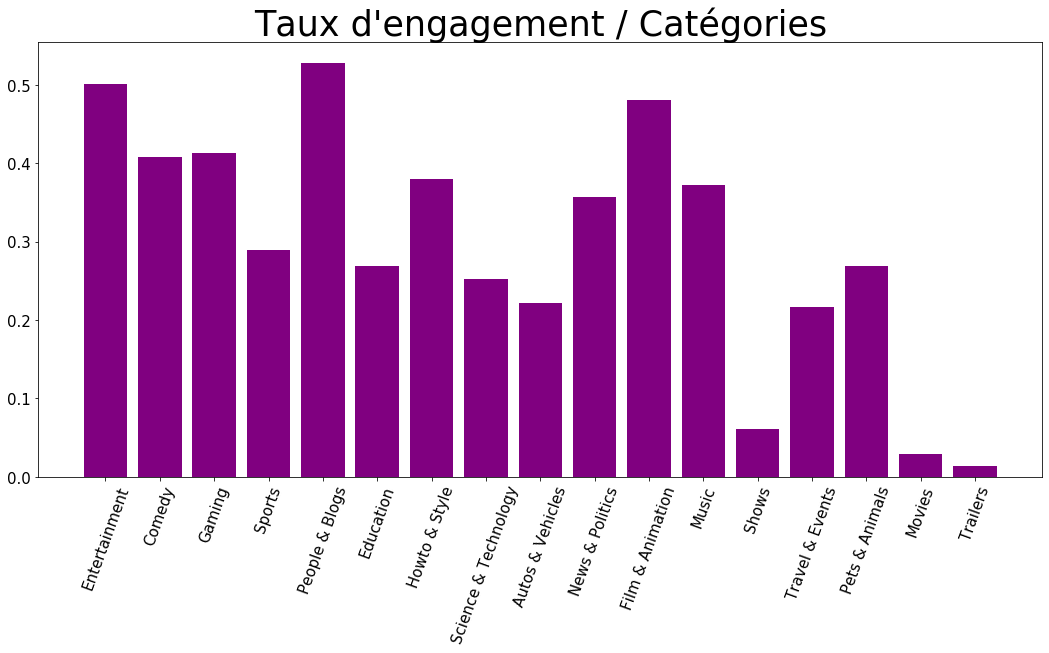 Taux d'engagement / Catégories
0.5
0.4
0.3
0.2
0.1
0.0
Entertainment
Comedy
Gaming
Sports
People & Blogs
Education
Howto & Style
Science & Technology
Autos & Vehicles
News & Politics
Film & Animation
Music
Shows
Travel & Events
Pets & Animals
Movies
Trailers